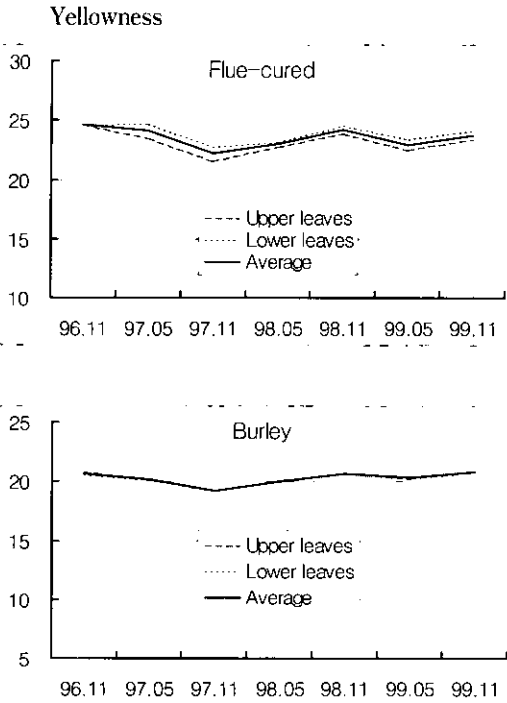 Yellowness
30
Flue-cured
25
20
Upper leaves
15
Lower leaves
Average
10
96.11 97.05 97.11 98.05 98.11 99.05 99.11
25
Burley
20
15
Upper leaves
Lower leaves
10
Average
5
96.11 97.05 97.11 98.05 98.11 99.05 99.11